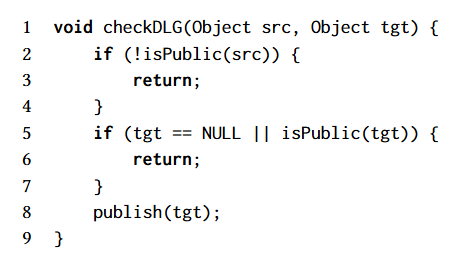 1 void checkDLG(Object src, Object tgt) {
2 if (!isPublic(src)) {
3 return;
4 }
5 if (tgt == NULL || isPublic(tgt)) {
6 return;
7 }
8 publish(tgt);
9 }